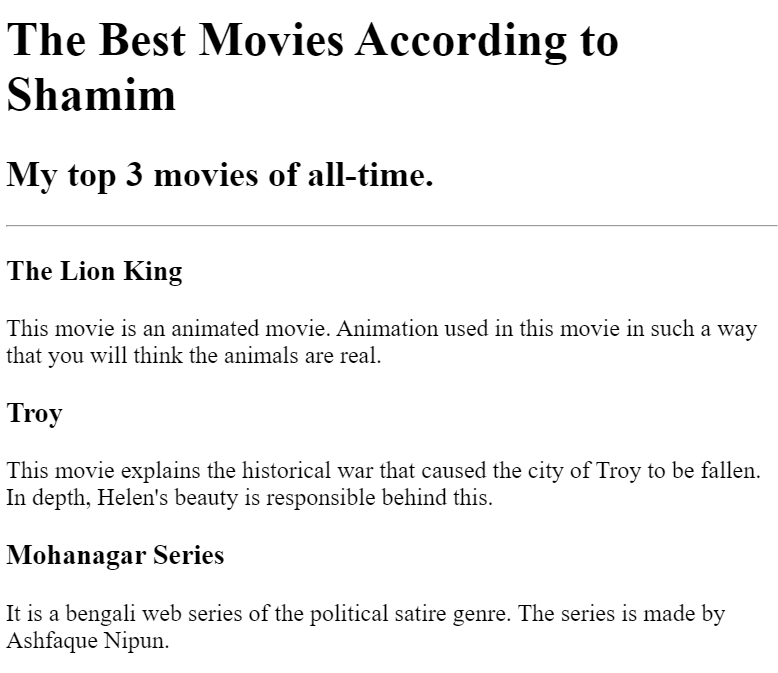 The Best Movies According to
Shamim
My top 3 movies of all-time.
The Lion King
This movie is an animated movie. Animation used in this movie in such a way
that you will think the animals are real.
Troy
This movie explains the historical war that caused the city of Troy to be fallen.
In depth, Helen's beauty is responsible behind this.
Mohanagar Series
It is a bengali web series of the political satire genre. The series is made by
Ashfaque Nipun.